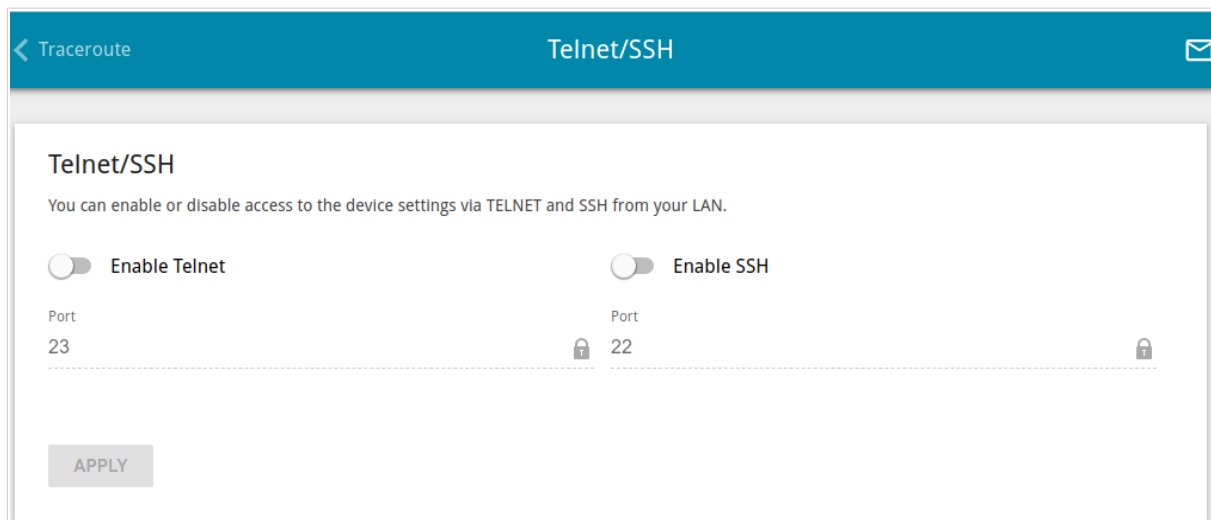 Traceroute
Telnet/SSH
Telnet/SSH
You can enable or disable access to the device settings via TELNET and SSH from your LAN.
Enable Telnet
Enable SSH
Port
Port
23
22
APPLY